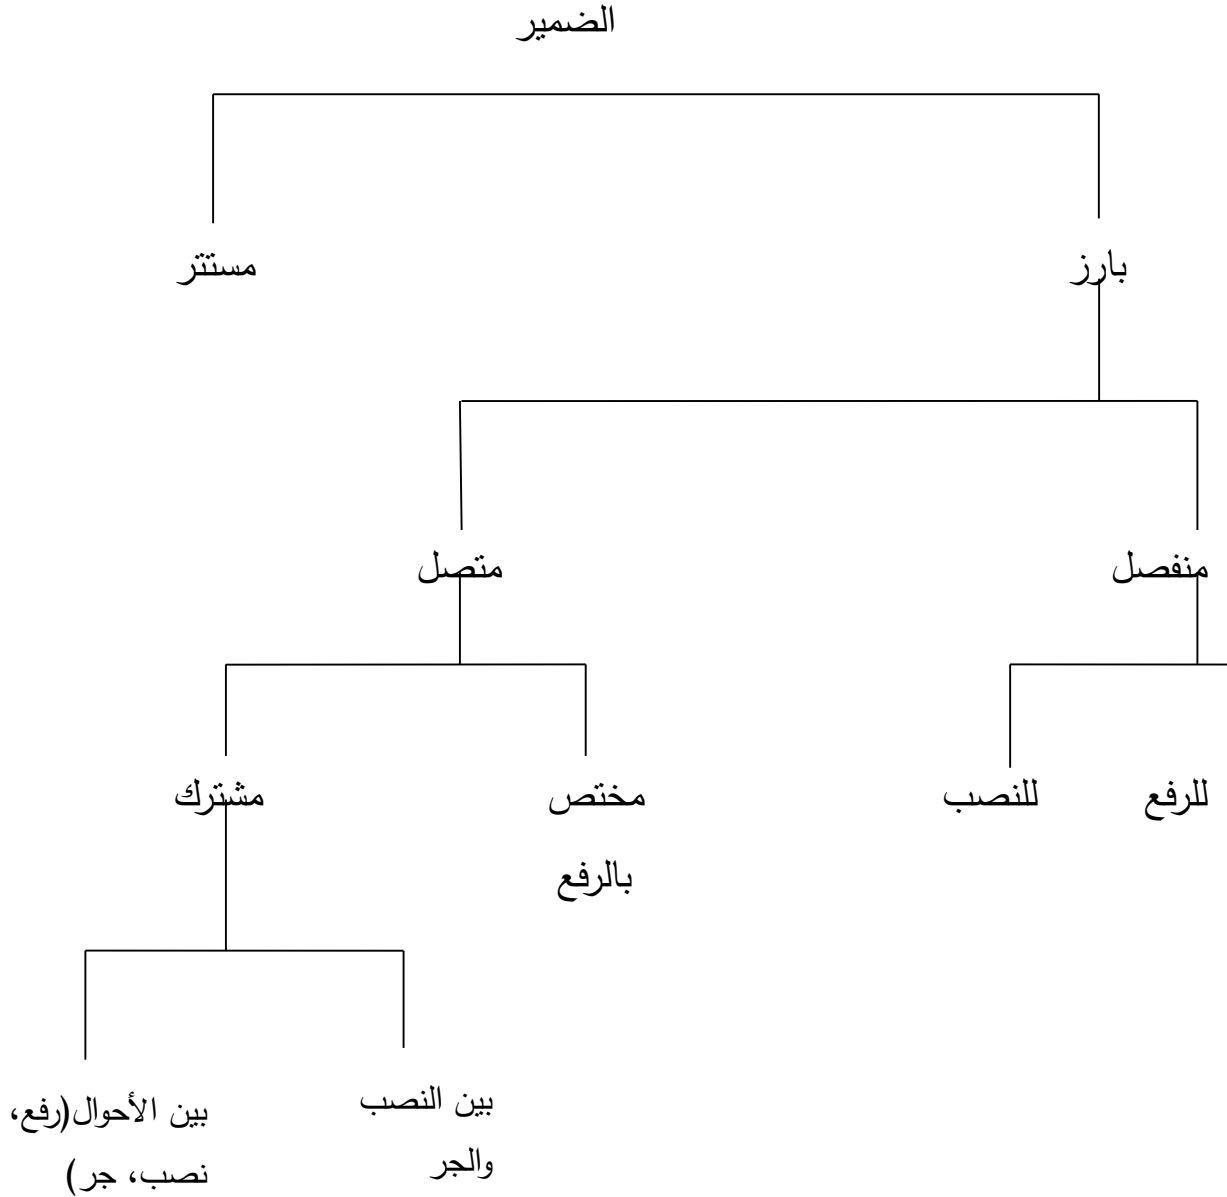 الضمير
بارز
مستتر
منفصل
متصل
للرفع
للنصب
مختص
بالرفع
مشترك
بين النصب
والجر
بين الأحوال(رفع،
نصب، جر)